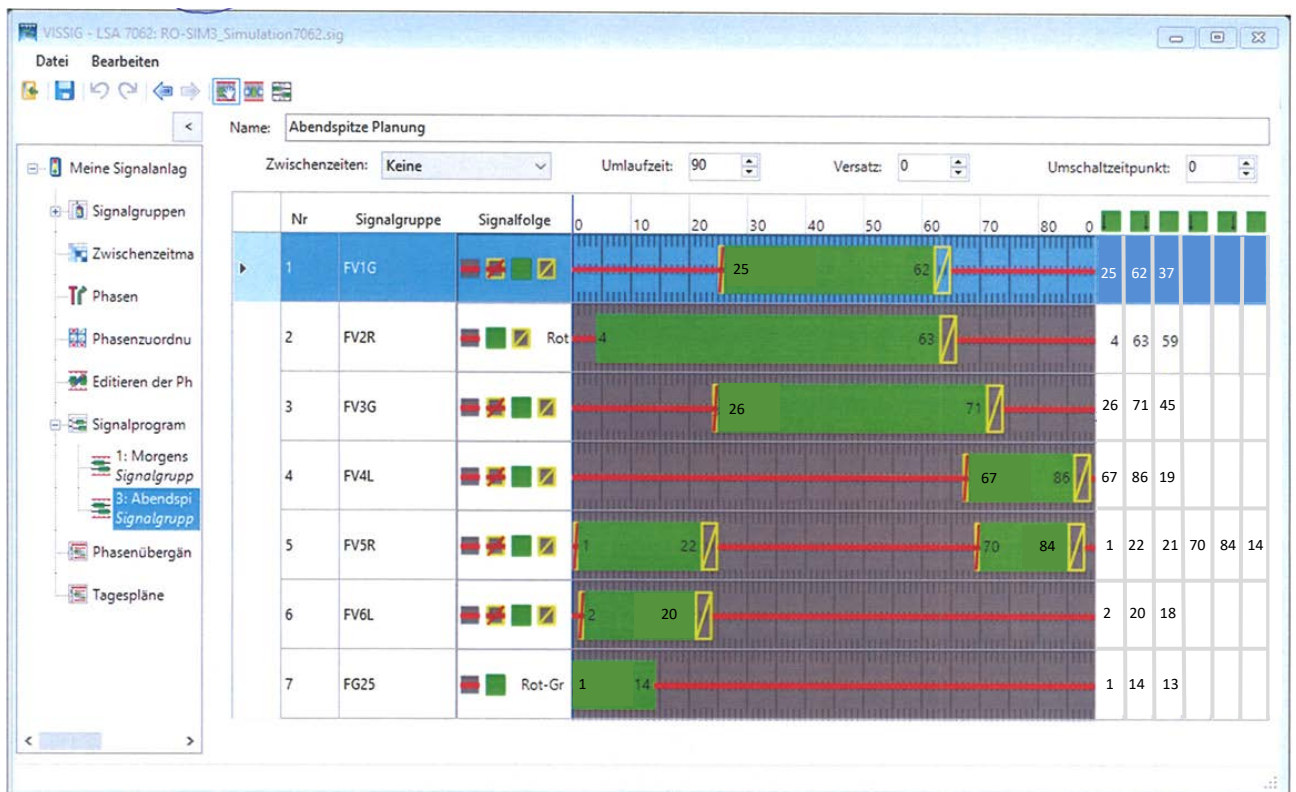 VISSIG - LSA 7062: RO-SIM3_Simulation7062.sig
Datei Bearbeiten
< Name: Abendspitze Planung
Zwischenzeiten: Keine Umlaufzeit: 90 Versatz: 0 Umschaltzeitpunkt: 0
Meine Signalanlag
Signalgruppen
Zwischenzeitma
Phasen
Phasenzuordnu
Editieren der Ph
Signalprogram
1: Morgens
Signalgrupp
3: Abendspi
Signalgrupp
Phasenübergän
Tagespläne
Nr Signalgruppe Signalfolge 0 10 20 30 40 50 60 70 80 0
1 FV1G 25 62 25 62 37
2 FV2R Rot 4 63 4 63 59
3 FV3G 26 71 26 71 45
4 FV4L 67 86 67 86 19
5 FV5R 1 22 70 84 1 22 21 70 84 14
6 FV6L 2 20 2 20 18
7 FG25 Rot-Gr 1 14 1 14 13
< >